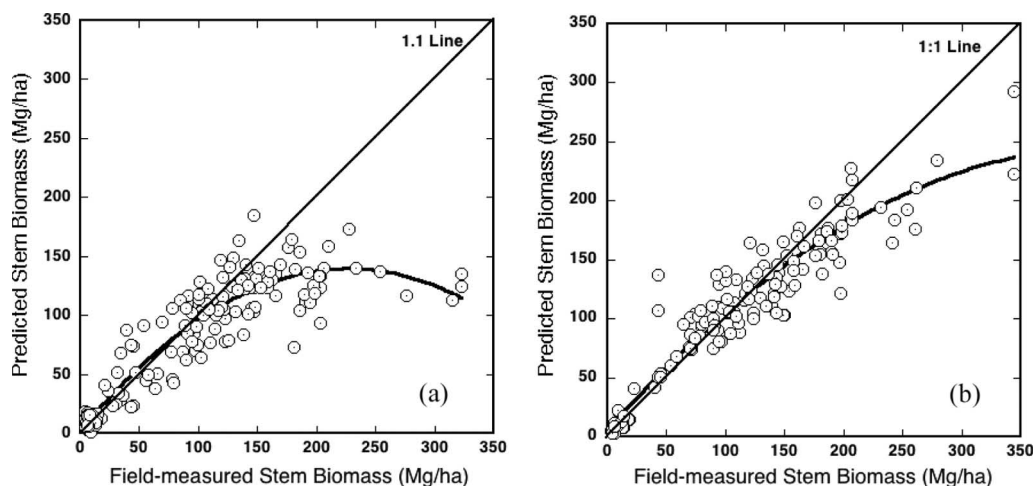 350
300
250
200
150
100
50
0
0 50 100 150 200 250 300 350
Predicted Stem Biomass (Mg/ha)
Field-measured Stem Biomass (Mg/ha)
1.1 Line
(a)
350
300
250
200
150
100
50
0
0 50 100 150 200 250 300 350
Predicted Stem Biomass (Mg/ha)
Field-measured Stem Biomass (Mg/ha)
1:1 Line
(b)